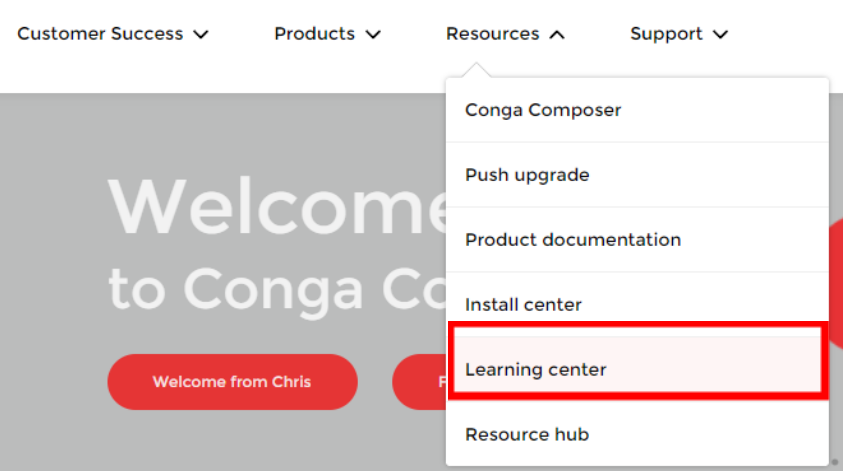 Customer Success
Products
Resources
Support
Conga Composer
Push upgrade
Product documentation
Install center
Learning center
Resource hub
Welcome
to Conga Co
Welcome from Chris